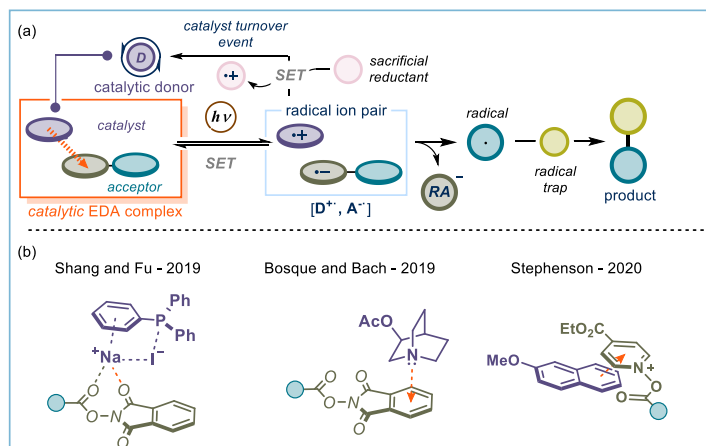 (a)
catalyst turnover
event
D
catalytic donor
•+
SET
sacrificial
reductant
catalyst
acceptor
catalytic EDA complex
hν
SET
radical ion pair
•+
•–
[D+·, A-·]
RA–
radical
·
radical
trap
product
(b)
Shang and Fu - 2019
Bosque and Bach - 2019
Stephenson - 2020
P
Ph
Ph
+
Na
I–
O
O
O
N
O
AcO
N
O
O
N
O
O
EtO2C
MeO
N
+
O
O